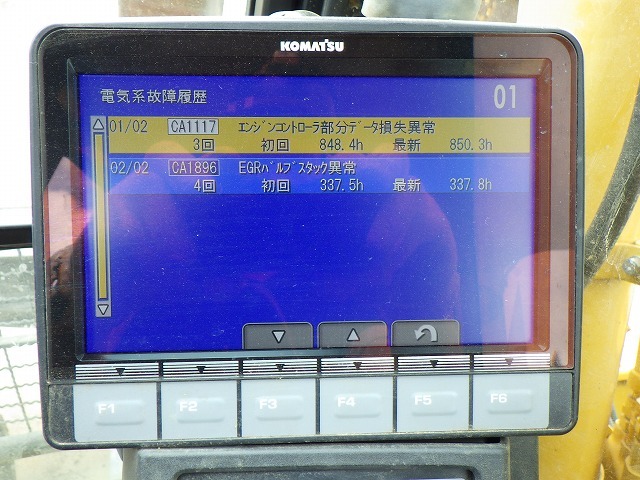 KOMATSU
電気系故障履歴 01
01/02 CA1117 エンジンコントローラ部分データ損失異常
3回 初回 848.4h 最新 850.3h
02/02 CA1896 EGRバルブスタック異常
4回 初回 337.5h 最新 337.8h
F1 F2 F3 F4 F5 F6